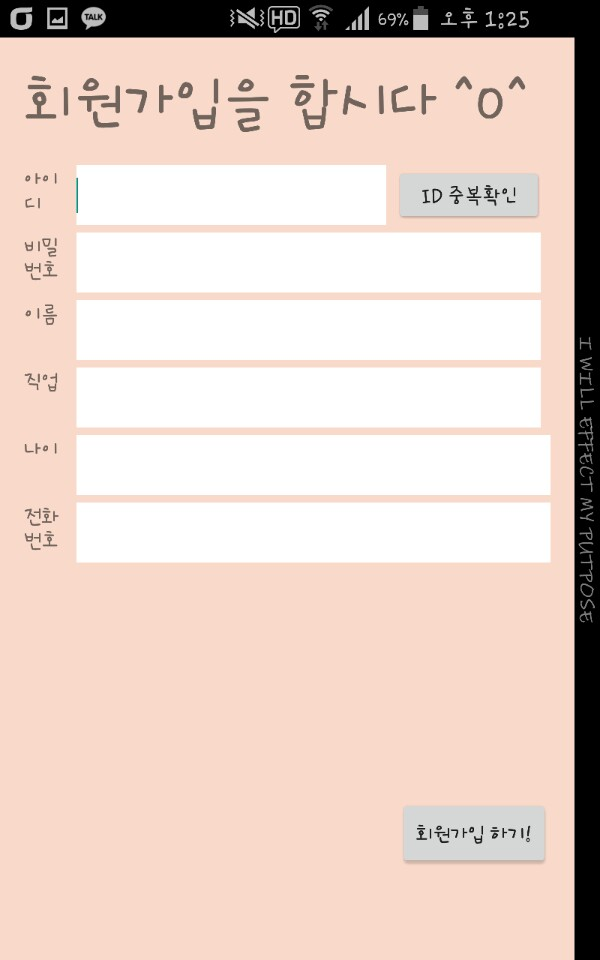 TALK HD 69% 오후 1:25
회원가입을 합시다 ^0^
아이
디
ID 중복확인
비밀
번호
이름
직업
나이
전화
번호
회원가입 하기!
I WILL EFFECT MY PUTPOSE